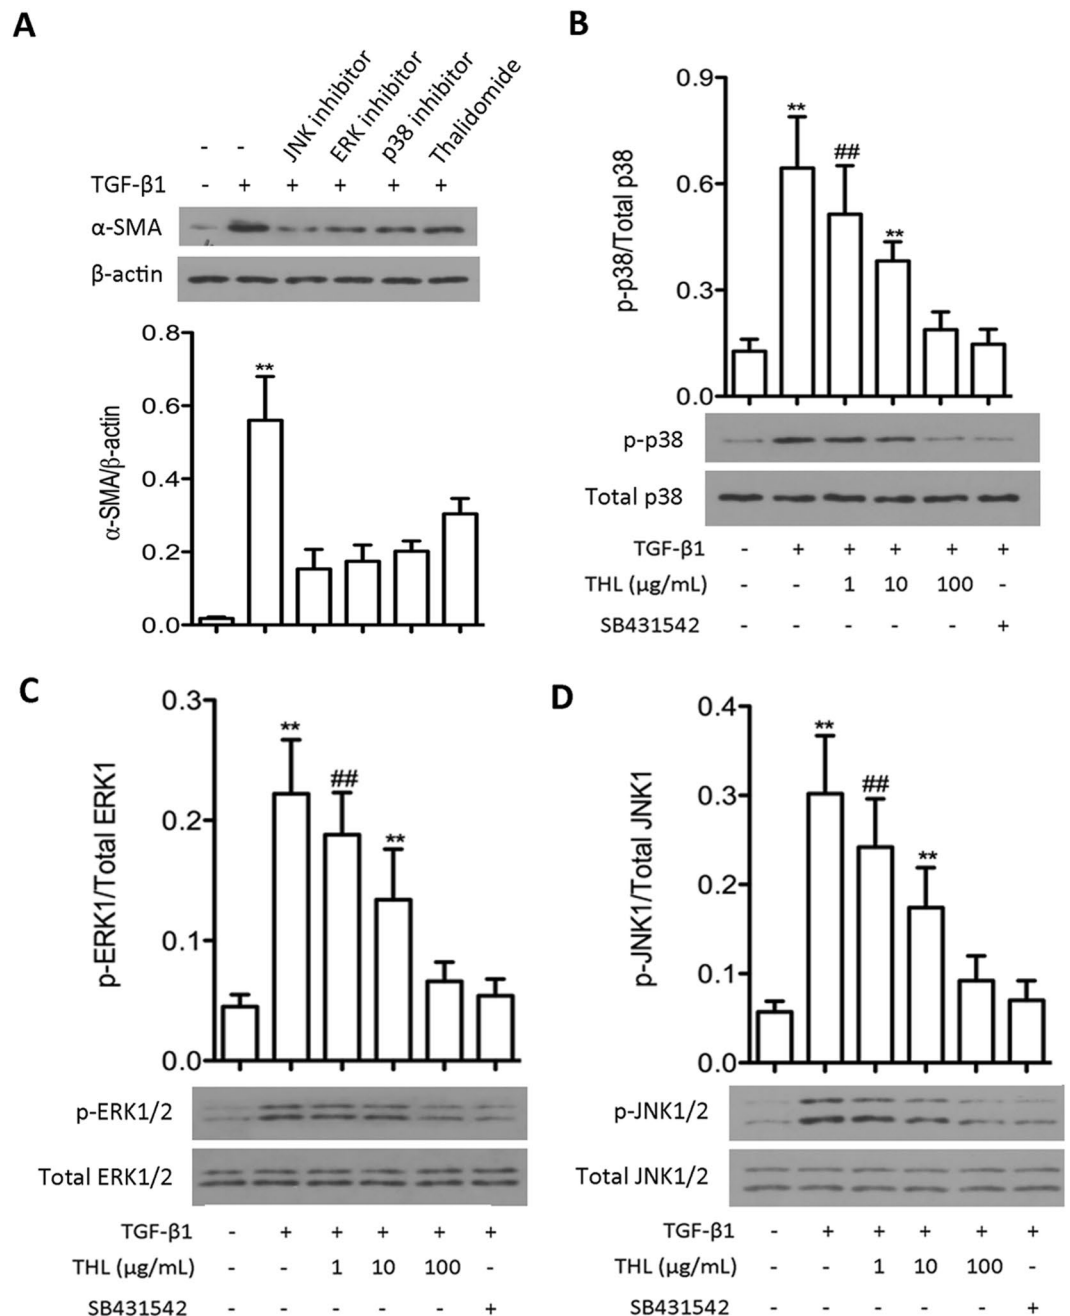 A
JNK inhibitor
ERK inhibitor
p38 inhibitor
Thalidomide
- -
TGF-β1 - + + + + +
α-SMA
β-actin
0.8
**
0.6
0.4
0.2
0.0
α-SMA/β-actin
B
0.9
**
##
0.6
**
0.3
0.0
p-p38/Total p38
p-p38
Total p38
TGF-β1 - + + + + +
THL (μg/mL) - - 1 10 100 -
SB431542 - - - - - +
C
0.3
**
##
0.2
**
0.1
0.0
p-ERK1/Total ERK1
p-ERK1/2
Total ERK1/2
TGF-β1 - + + + + +
THL (μg/mL) - - 1 10 100 -
SB431542 - - - - - +
D
0.4
**
##
0.3
**
0.2
0.1
0.0
p-JNK1/Total JNK1
p-JNK1/2
Total JNK1/2
TGF-β1 - + + + + +
THL (μg/mL) - - 1 10 100 -
SB431542 - - - - - +